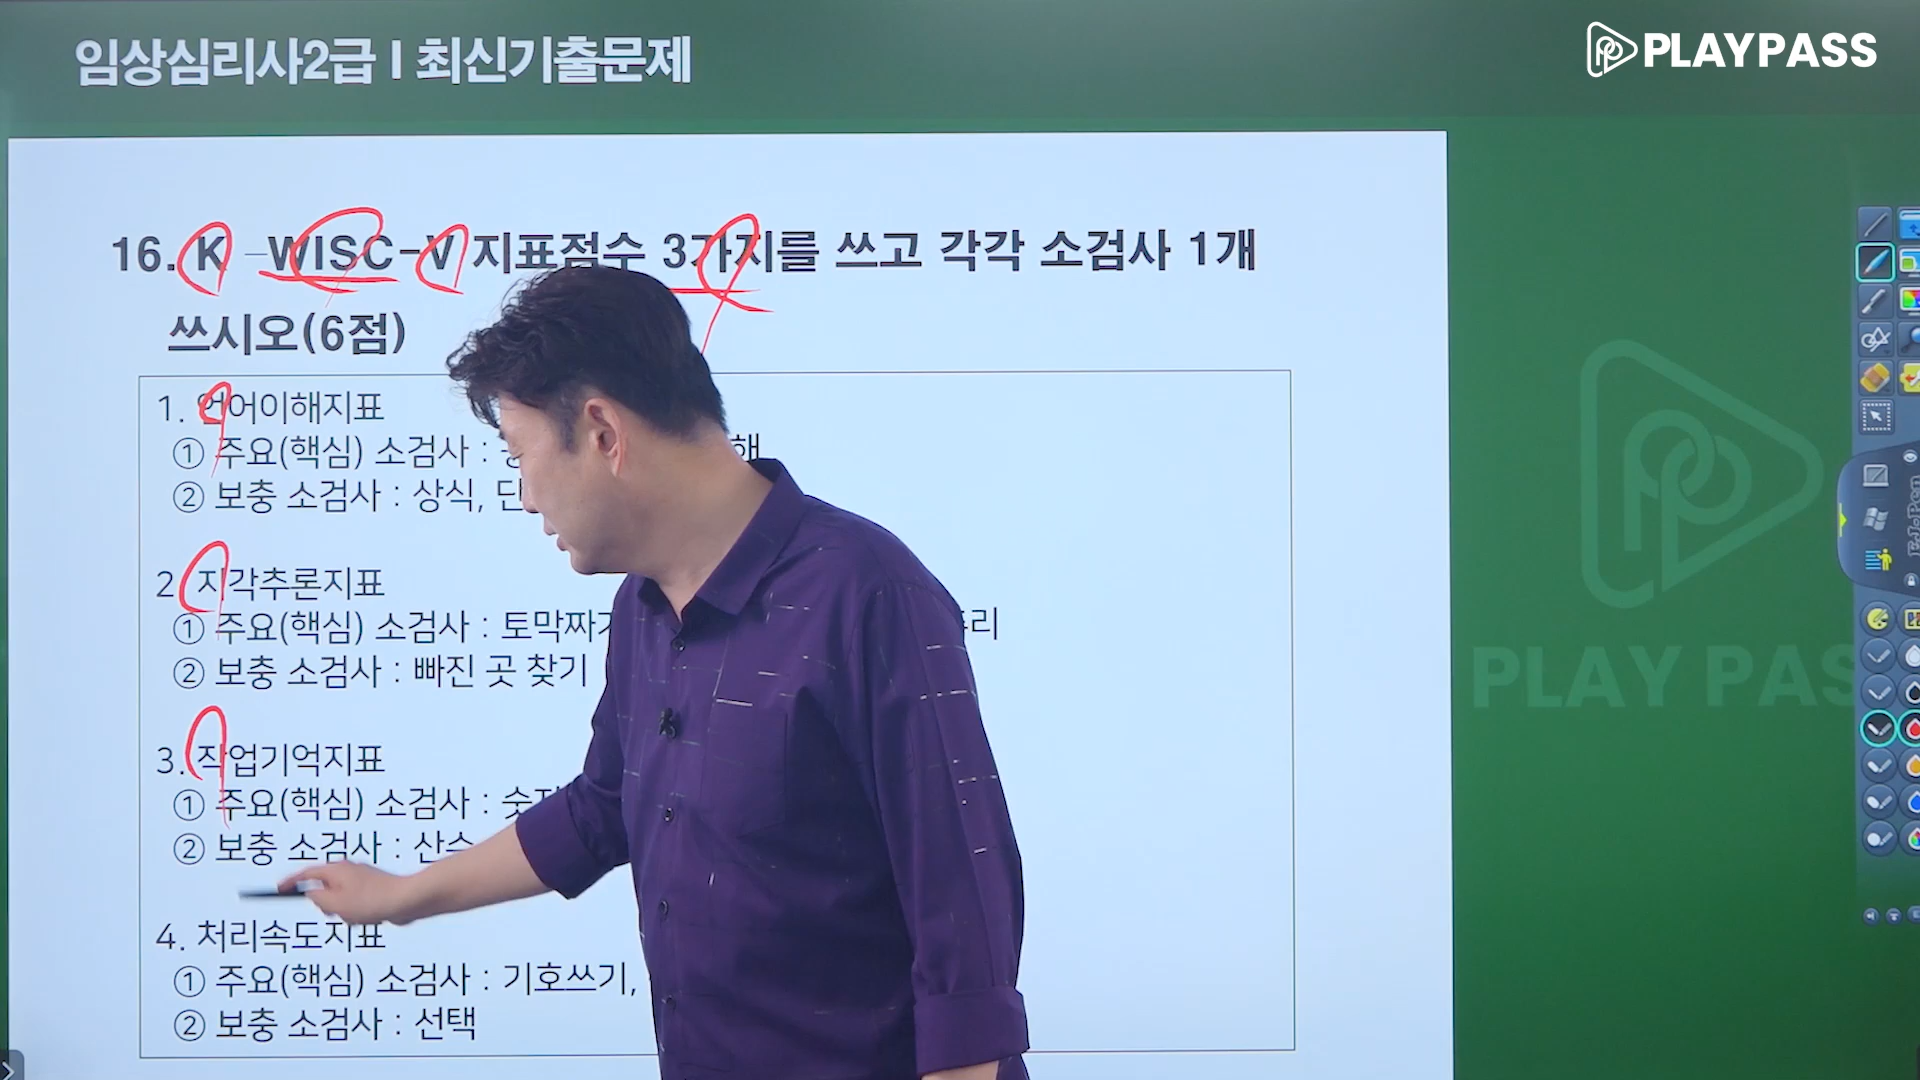 임상심리사2급 I 최신기출문제
PLAYPASS
16. K-WISC-V 지표점수 3가지를 쓰고 각각 소검사 1개
쓰시오(6점)
1. 언어이해지표
① 주요(핵심) 소검사 : 해
② 보충 소검사 : 상식,
2 지각추론지표
① 주요(핵심) 소검사 : 토막짜 리
② 보충 소검사 : 빠진 곳 찾기
3. 작업기억지표
① 주요(핵심) 소검사 : 숫
② 보충 소검사 : 산수
4. 처리속도지표
① 주요(핵심) 소검사 : 기호쓰기,
② 보충 소검사 : 선택
PLAY PAS